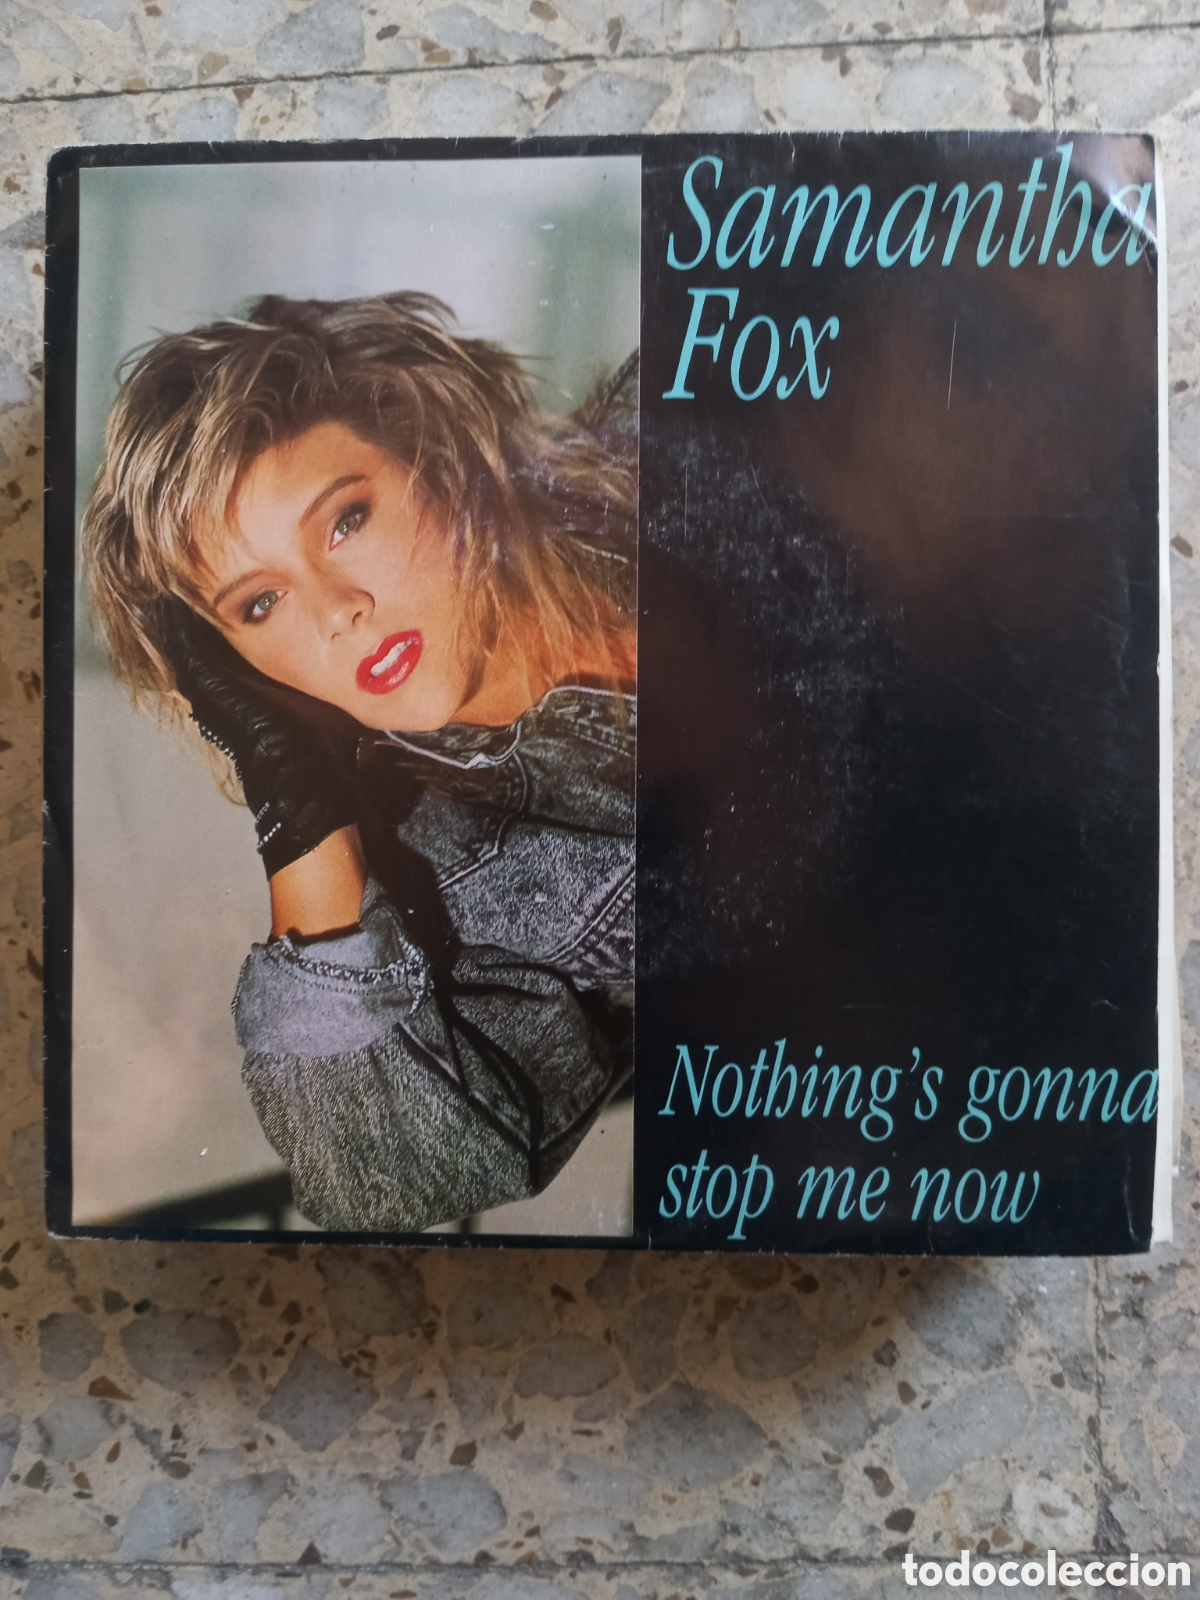 Samantha
Fox
Nothing's gonna
stop me now
todocoleccion